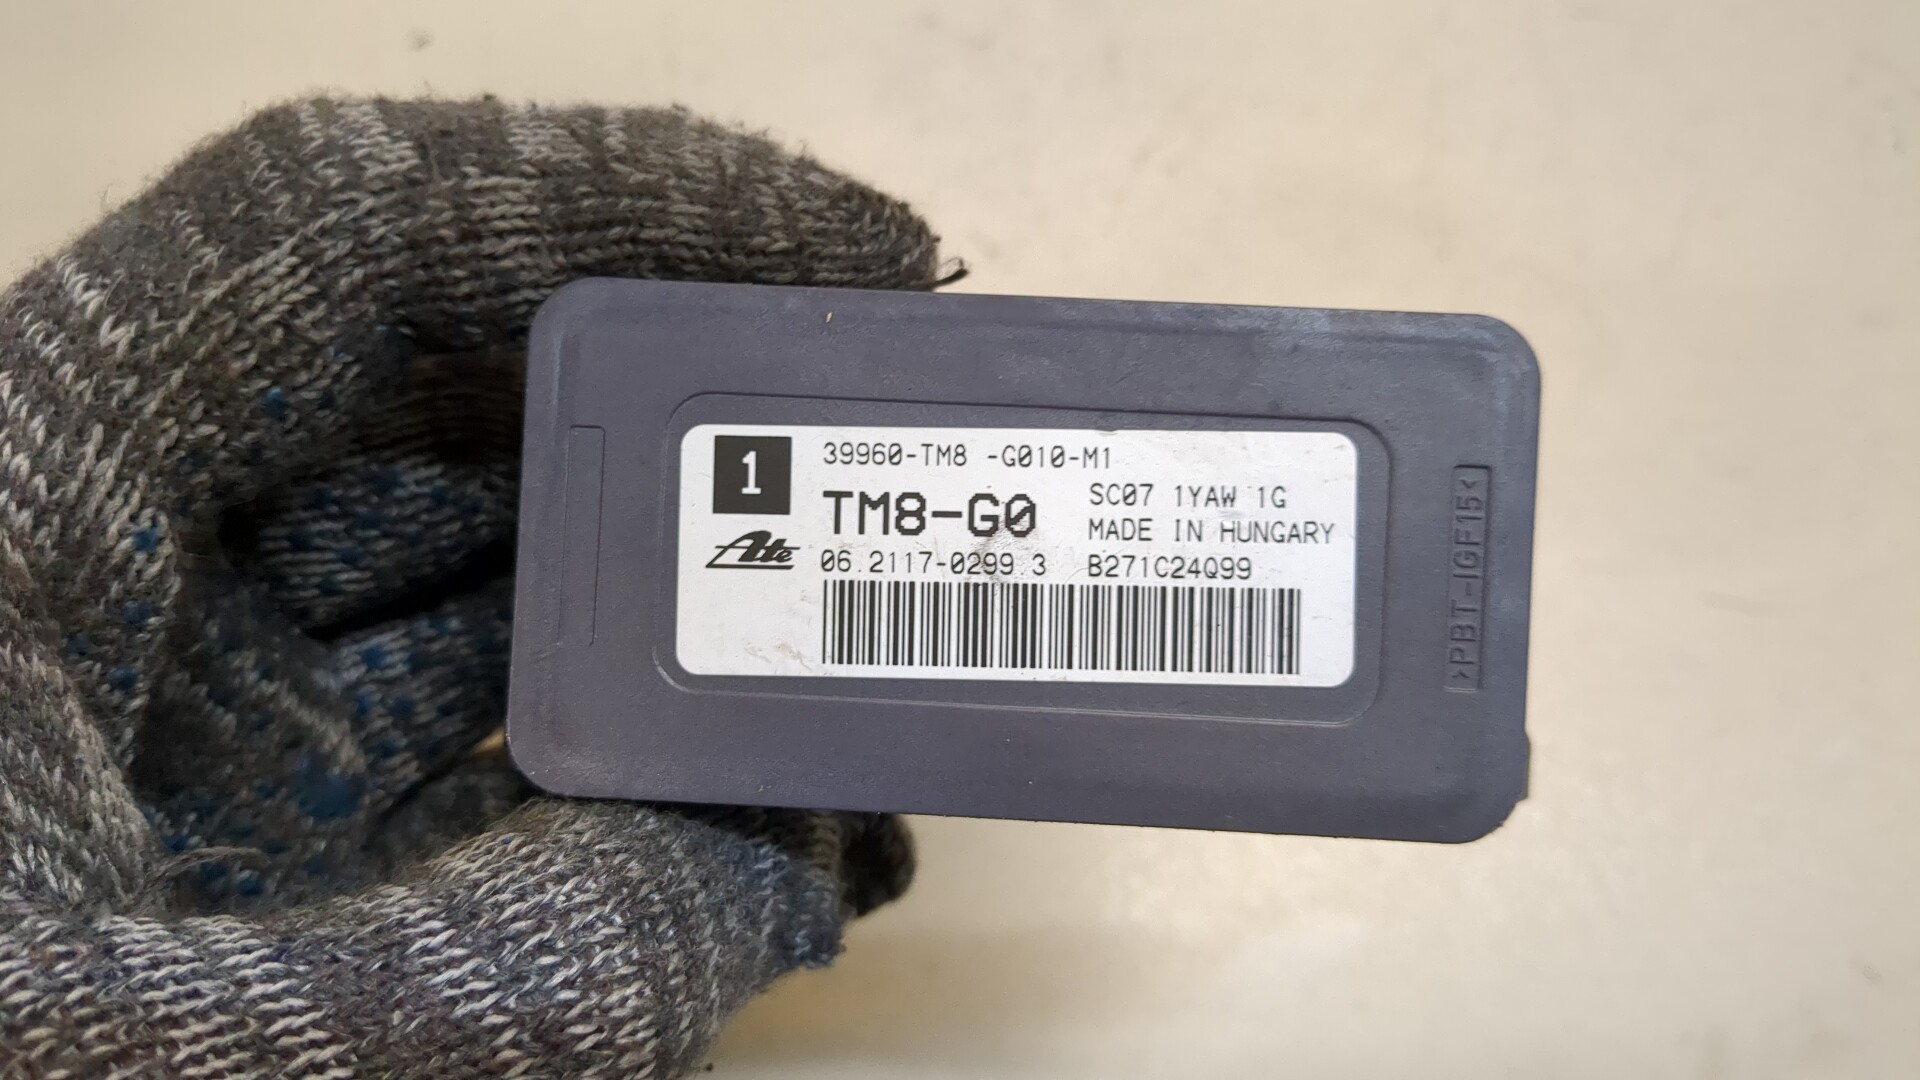 1
39960-TM8 -G010-M1
TM8-G0
SC07 1YAW 1G
MADE IN HUNGARY
Ate
06.2117-0299.3 B271C24Q99
>PBT-IGF15<